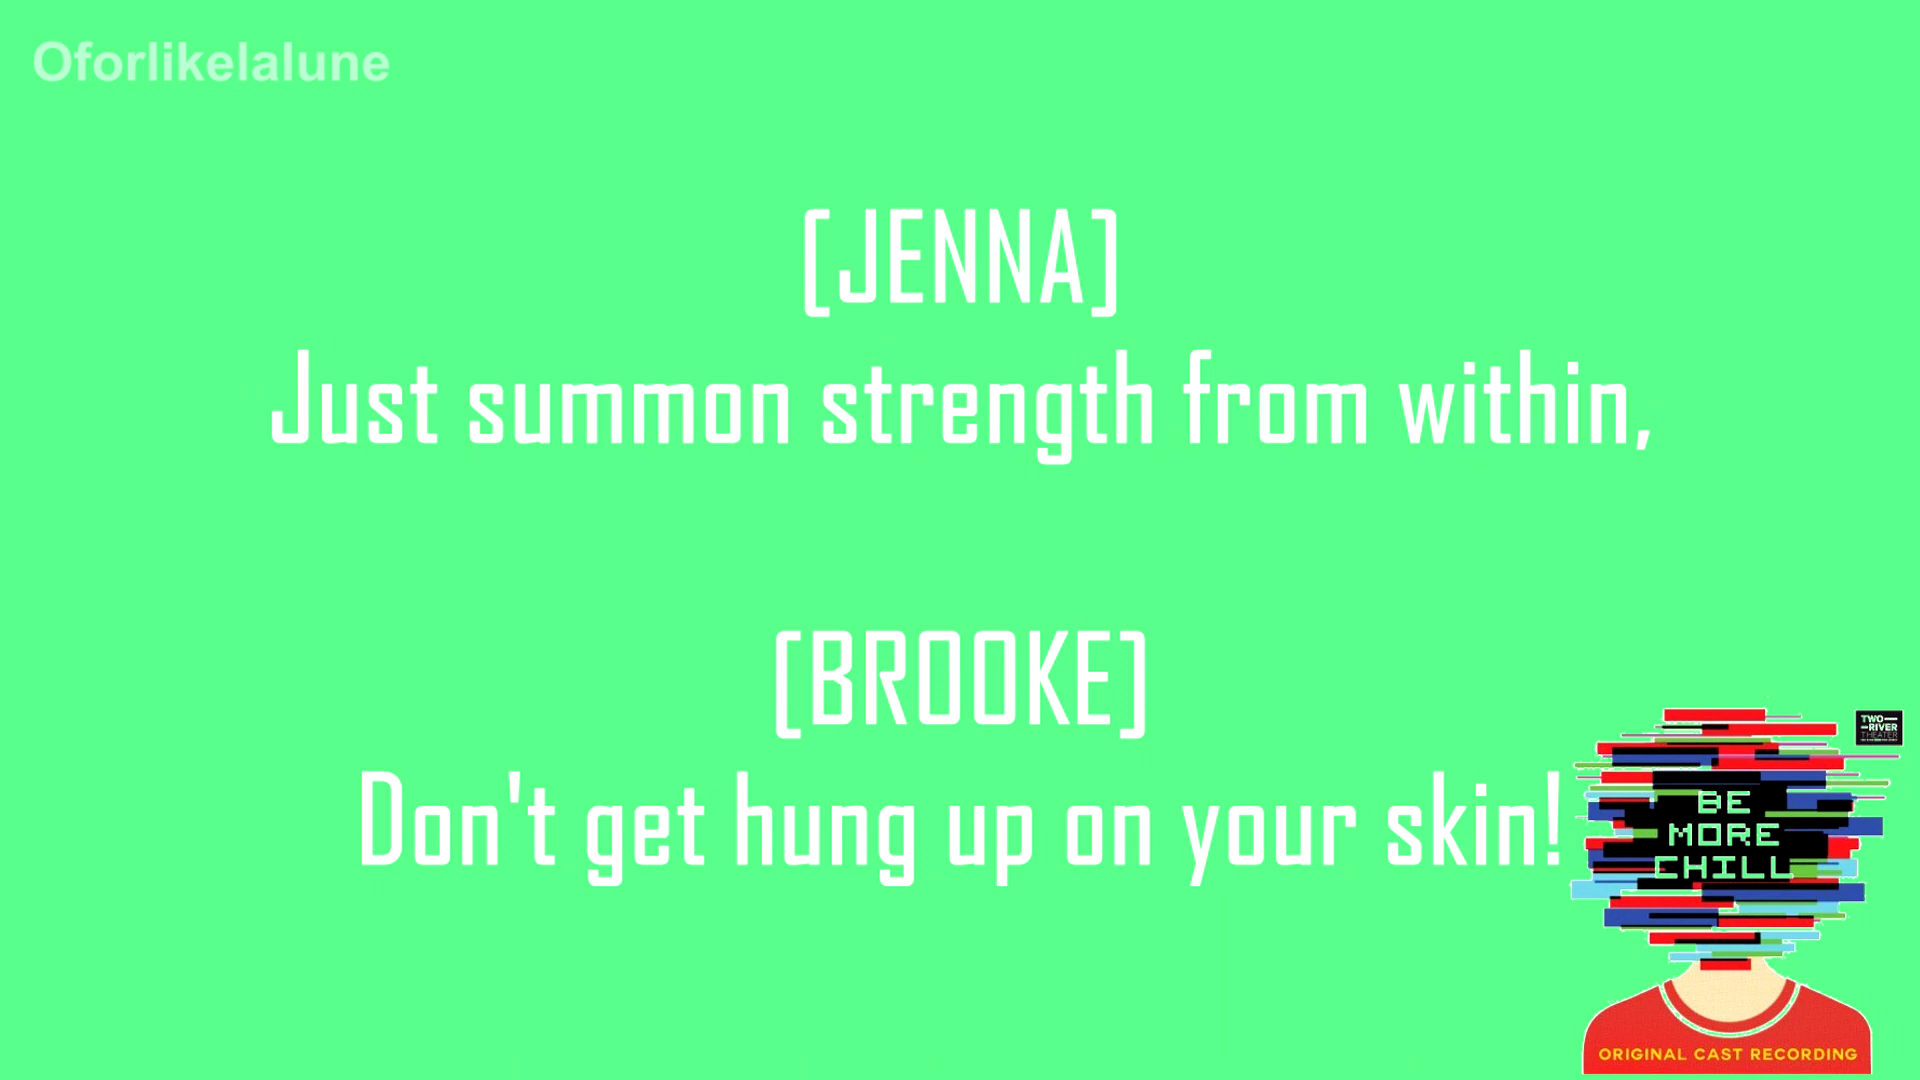 Oforlikelalune
[JENNA]
Just summon strength from within,
[BROOKE]
Don't get hung up on your skin!
TWO
RIVER
THEATER
BE
MORE
CHILL
ORIGINAL CAST RECORDING